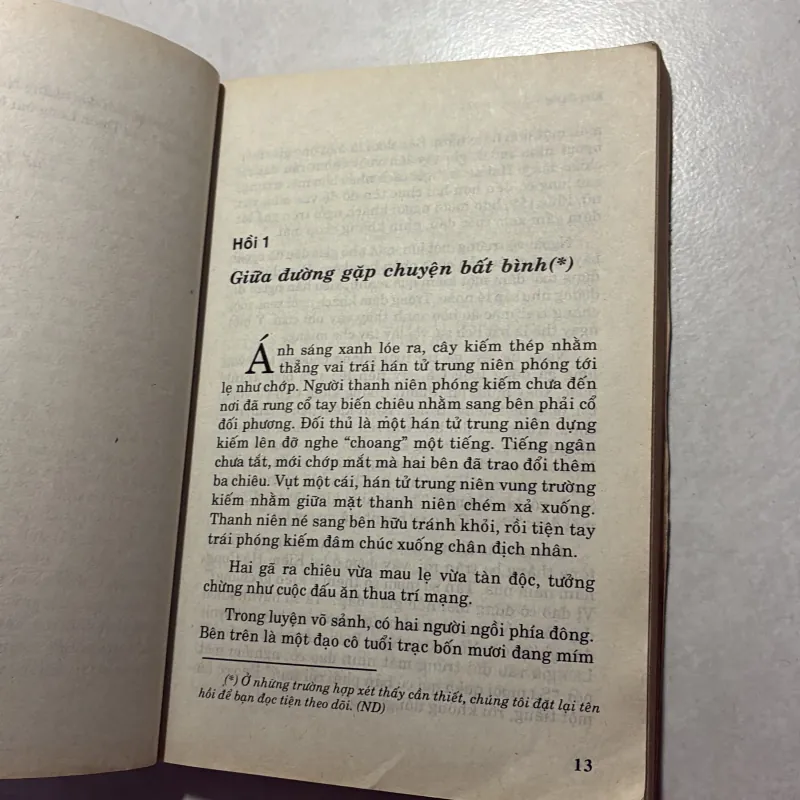 Hồi 1
Giữa đường gặp chuyện bất bình(*)
Ánh sáng xanh lóe ra, cây kiếm thép nhằm
thẳng vai trái hán tử trung niên phóng tới
lẹ như chớp. Người thanh niên phóng kiếm chưa đến
nơi đã rung cổ tay biến chiêu nhằm sang bên phải cổ
đối phương. Đối thủ là một hán tử trung niên dựng
kiếm lên đỡ nghe “choang” một tiếng. Tiếng ngân
chưa tắt, mới chớp mắt mà hai bên đã trao đổi thêm
ba chiêu. Vụt một cái, hán tử trung niên vung trường
kiếm nhằm giữa mặt thanh niên chém xả xuống.
Thanh niên né sang bên hữu tránh khỏi, rồi tiện tay
trái phóng kiếm đâm chúc xuống chân địch nhân.
Hai gã ra chiêu vừa mau lẹ vừa tàn độc, tưởng
chừng như cuộc đấu ăn thua trí mạng.
Trong luyện võ sảnh, có hai người ngồi phía đông.
Bên trên là một đạo cô tuổi trạc bốn mươi đang mím
(*) Ở những trường hợp xét thấy cần thiết, chúng tôi đặt lại tên
hồi để bạn đọc tiện theo dõi. (ND)
13